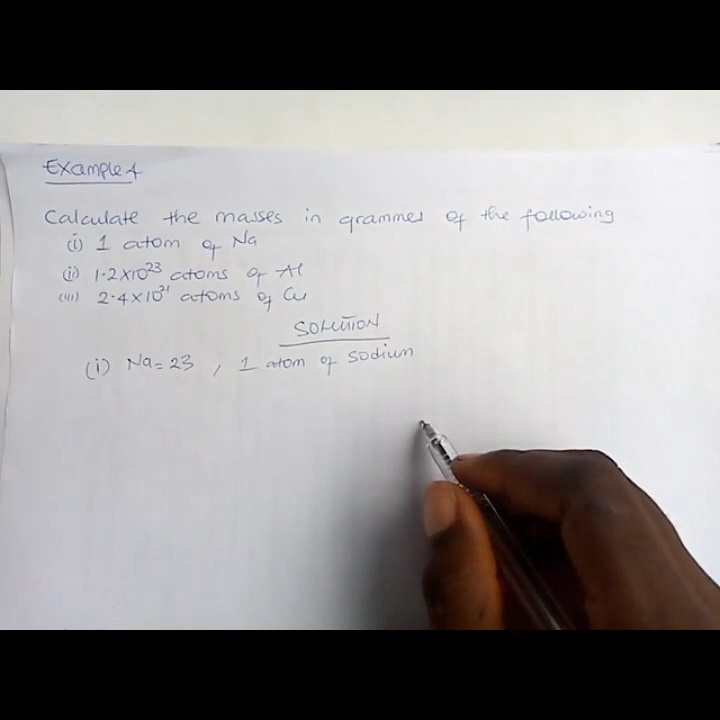 Example 4
Calculate the masses in grammes of the following
(i) 1 atom of Na
(ii) 1.2×10²³ atoms of Al
(iii) 2.4×10²¹ atoms of Cu
SOLUTION
(i) Na = 23 , 1 atom of sodium